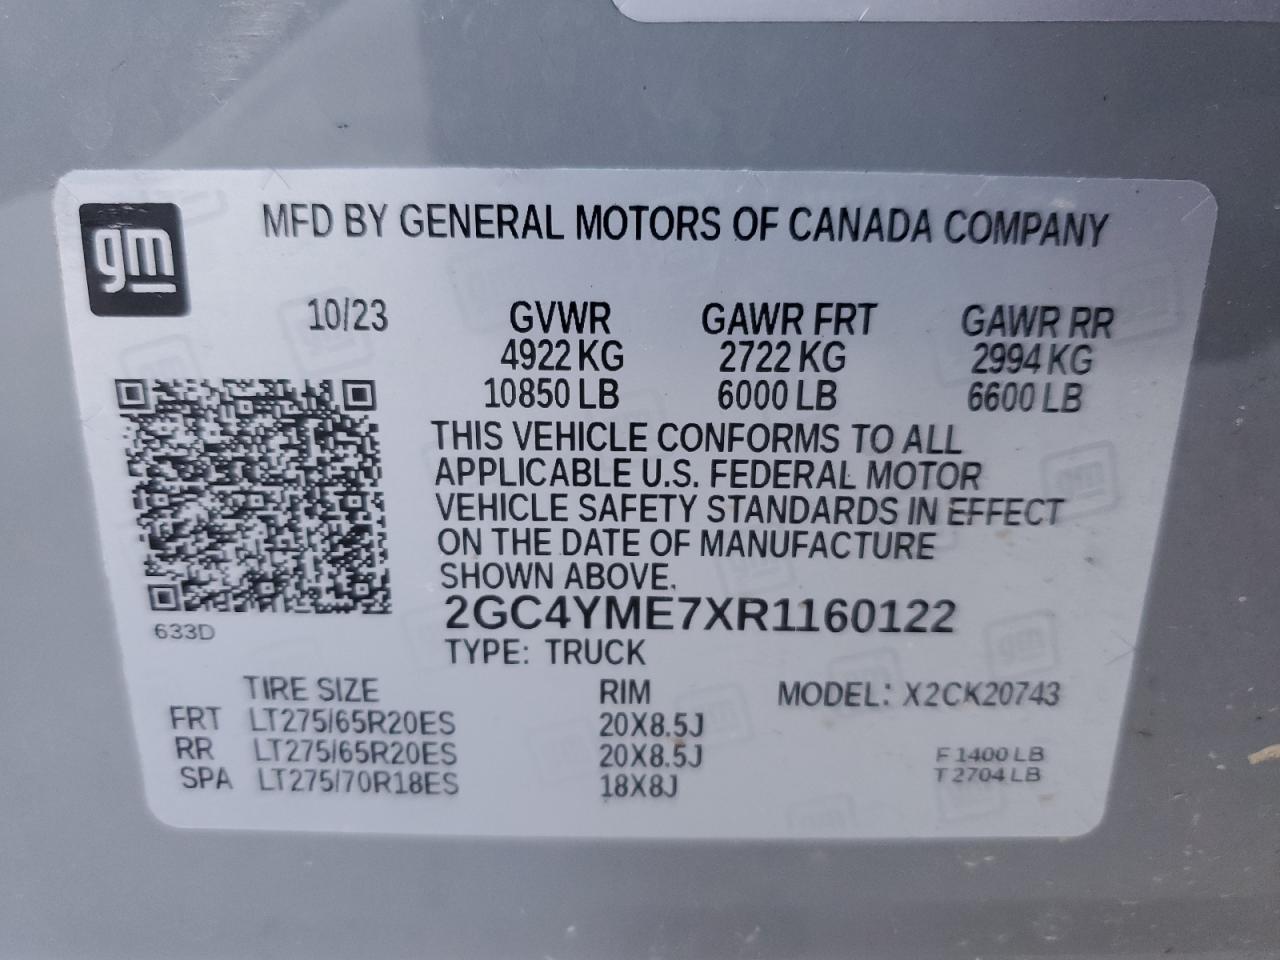 gm
MFD BY GENERAL MOTORS OF CANADA COMPANY
10/23 GVWR GAWR FRT GAWR RR
4922 KG 2722 KG 2994 KG
10850 LB 6000 LB 6600 LB
THIS VEHICLE CONFORMS TO ALL
APPLICABLE U.S. FEDERAL MOTOR
VEHICLE SAFETY STANDARDS IN EFFECT
ON THE DATE OF MANUFACTURE
SHOWN ABOVE.
633D
2GC4YME7XR1160122
TYPE: TRUCK
TIRE SIZE RIM MODEL: X2CK20743
FRT LT275/65R20ES 20X8.5J
RR LT275/65R20ES 20X8.5J F 1400 LB
SPA LT275/70R18ES 18X8J T 2704 LB